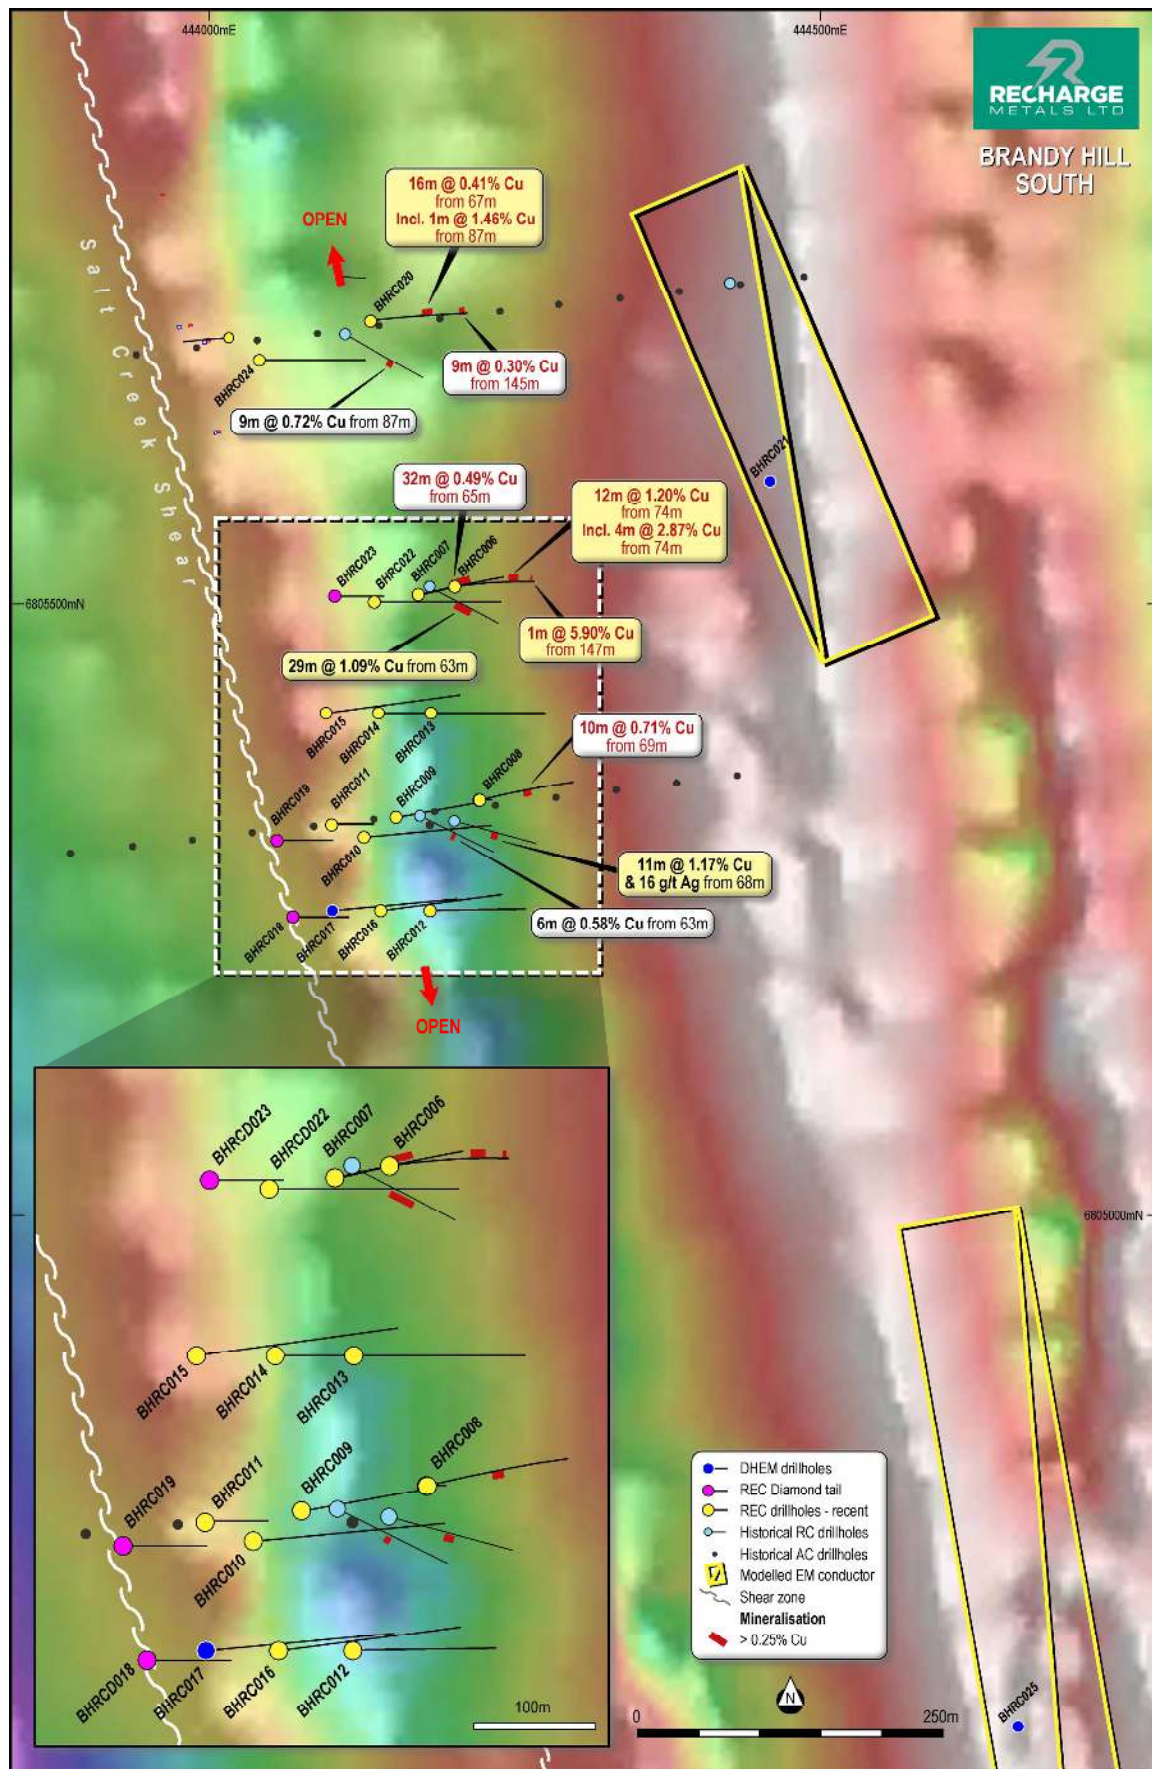 444000mE
444500mE
RECHARGE
METALS LTD
BRANDY HILL
SOUTH
Salt Creek Shear
OPEN
16m @ 0.41% Cu
from 67m
Incl. 1m @ 1.46% Cu
from 87m
BHRC020
BHRC024
9m @ 0.30% Cu
from 145m
9m @ 0.72% Cu from 87m
BHRC021
32m @ 0.49% Cu
from 65m
12m @ 1.20% Cu
from 74m
Incl. 4m @ 2.87% Cu
from 74m
BHRC023
BHRC022
BHRC007
BHRC006
6805500mN
1m @ 5.90% Cu
from 147m
29m @ 1.09% Cu from 63m
BHRC015
BHRC014
BHRC013
10m @ 0.71% Cu
from 69m
BHRC019
BHRC011
BHRC009
BHRC008
BHRC010
11m @ 1.17% Cu
& 16 g/t Ag from 68m
6m @ 0.58% Cu from 63m
BHRC018
BHRC017
BHRC016
BHRC012
OPEN
BHRCD023
BHRCD022
BHRC007
BHRC006
6805000mN
BHRC015
BHRC014
BHRC013
BHRC019
BHRC011
BHRC009
BHRC008
BHRC010
BHRCD018
BHRC017
BHRC016
BHRC012
100m
DHEM drillholes
REC Diamond tail
REC drillholes - recent
Historical RC drillholes
Historical AC drillholes
Modelled EM conductor
Shear zone
Mineralisation
> 0.25% Cu
N
0
250m
BHRC025